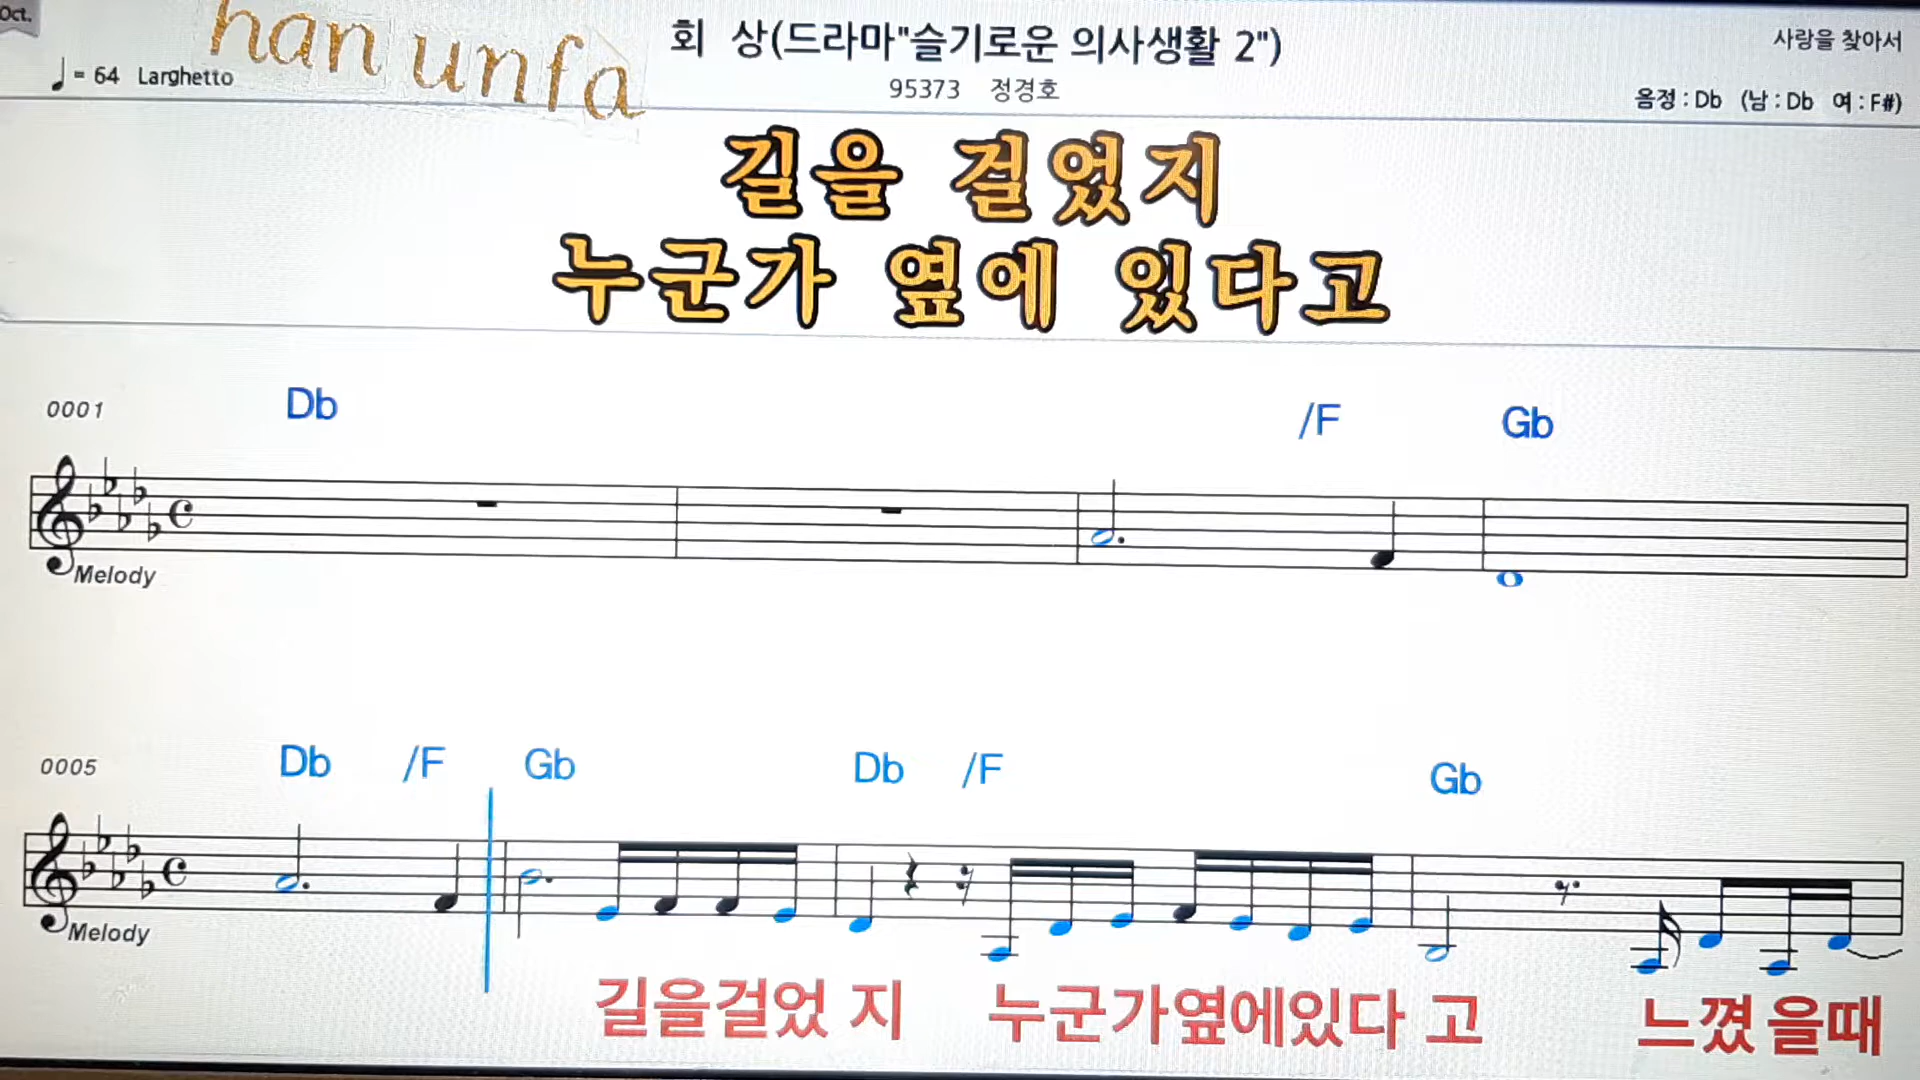 Oct.
han unfa
회 상(드라마"슬기로운 의사생활 2")
사랑을 찾아서
♩= 64 Larghetto
95373 정경호
음정 : Db (남 : Db 여 : F#)
길을 걸었지
누군가 옆에 있다고
0001 Db /F Gb
Melody
0005 Db /F Gb Db /F Gb
Melody
길을걸었 지 누군가옆에있다 고 느꼈 을때